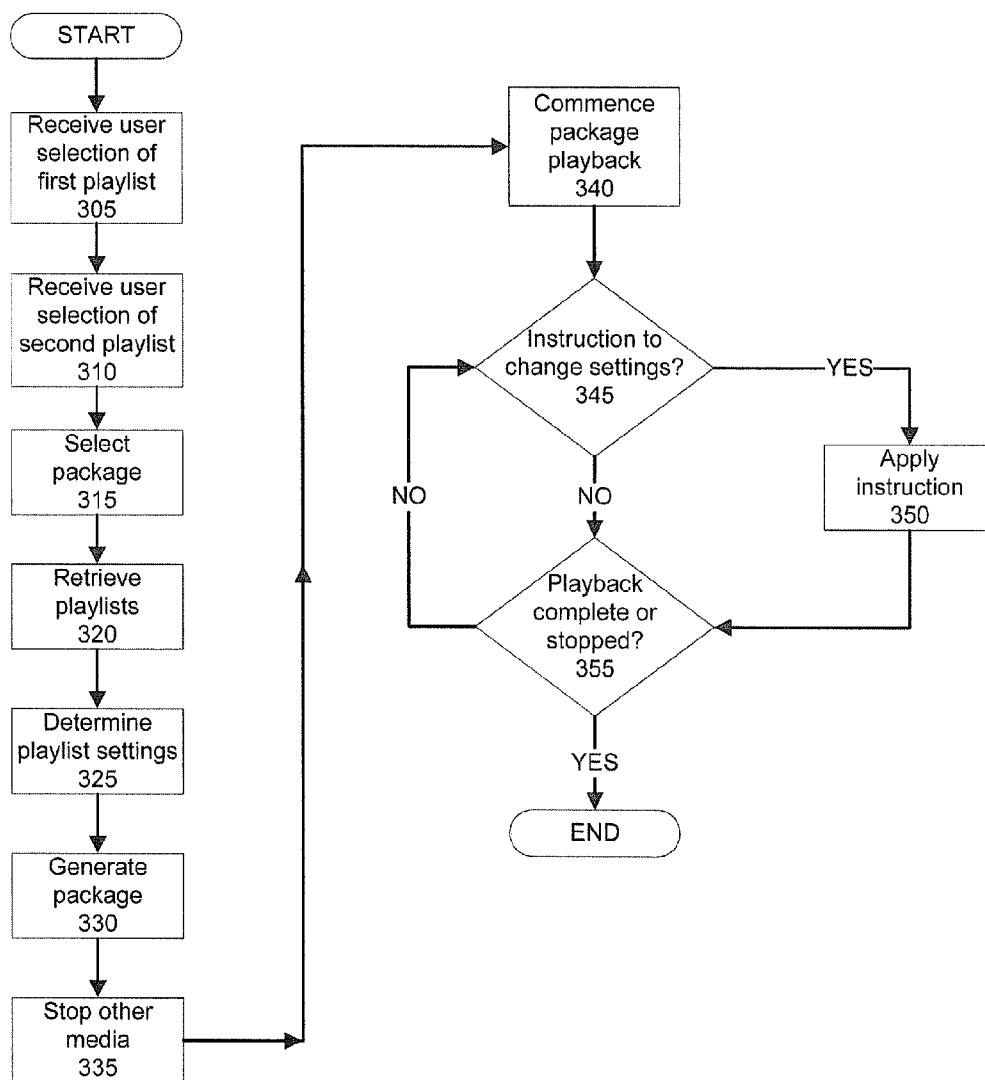 START
Receive user
selection of
first playlist
305
Receive user
selection of
second playlist
310
Select
package
315
Retrieve
playlists
320
Determine
playlist settings
325
Generate
package
330
Stop other
media
335
Commence
package
playback
340
Instruction to
change settings?
345
YES
Apply
instruction
350
NO
NO
Playback
complete or
stopped?
355
YES
END